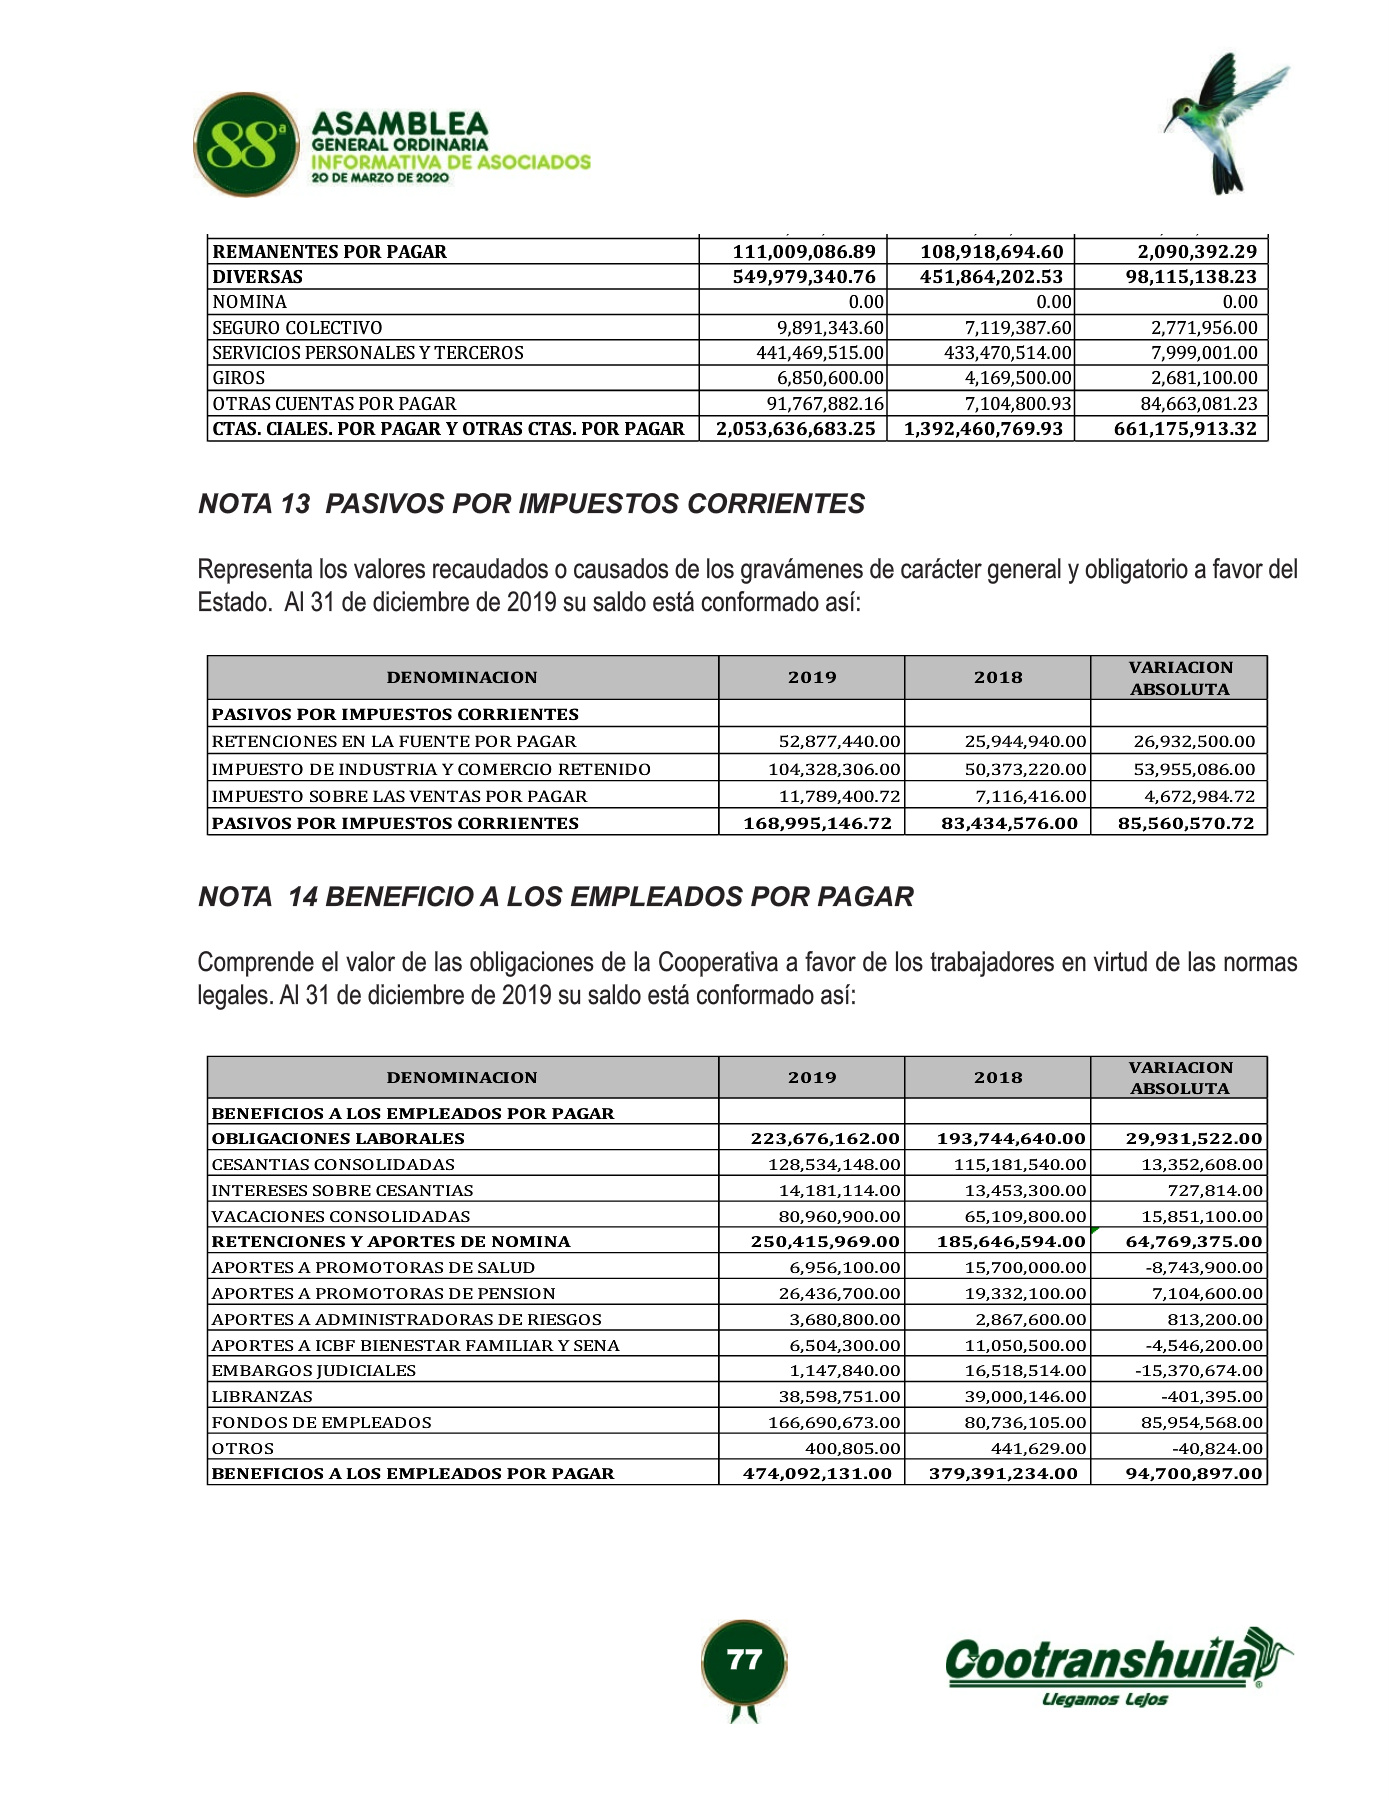 88ª
ASAMBLEA
GENERAL ORDINARIA
INFORMATIVA DE ASOCIADOS
20 DE MARZO DE 2020
REMANENTES POR PAGAR 111,009,086.89 108,918,694.60 2,090,392.29
DIVERSAS 549,979,340.76 451,864,202.53 98,115,138.23
NOMINA 0.00 0.00 0.00
SEGURO COLECTIVO 9,891,343.60 7,119,387.60 2,771,956.00
SERVICIOS PERSONALES Y TERCEROS 441,469,515.00 433,470,514.00 7,999,001.00
GIROS 6,850,600.00 4,169,500.00 2,681,100.00
OTRAS CUENTAS POR PAGAR 91,767,882.16 7,104,800.93 84,663,081.23
CTAS. CIALES. POR PAGAR Y OTRAS CTAS. POR PAGAR 2,053,636,683.25 1,392,460,769.93 661,175,913.32
NOTA 13 PASIVOS POR IMPUESTOS CORRIENTES
Representa los valores recaudados o causados de los gravámenes de carácter general y obligatorio a favor del
Estado. Al 31 de diciembre de 2019 su saldo está conformado así:
DENOMINACION 2019 2018 VARIACION
ABSOLUTA
PASIVOS POR IMPUESTOS CORRIENTES
RETENCIONES EN LA FUENTE POR PAGAR 52,877,440.00 25,944,940.00 26,932,500.00
IMPUESTO DE INDUSTRIA Y COMERCIO RETENIDO 104,328,306.00 50,373,220.00 53,955,086.00
IMPUESTO SOBRE LAS VENTAS POR PAGAR 11,789,400.72 7,116,416.00 4,672,984.72
PASIVOS POR IMPUESTOS CORRIENTES 168,995,146.72 83,434,576.00 85,560,570.72
NOTA 14 BENEFICIO A LOS EMPLEADOS POR PAGAR
Comprende el valor de las obligaciones de la Cooperativa a favor de los trabajadores en virtud de las normas
legales. Al 31 de diciembre de 2019 su saldo está conformado así:
DENOMINACION 2019 2018 VARIACION
ABSOLUTA
BENEFICIOS A LOS EMPLEADOS POR PAGAR
OBLIGACIONES LABORALES 223,676,162.00 193,744,640.00 29,931,522.00
CESANTIAS CONSOLIDADAS 128,534,148.00 115,181,540.00 13,352,608.00
INTERESES SOBRE CESANTIAS 14,181,114.00 13,453,300.00 727,814.00
VACACIONES CONSOLIDADAS 80,960,900.00 65,109,800.00 15,851,100.00
RETENCIONES Y APORTES DE NOMINA 250,415,969.00 185,646,594.00 64,769,375.00
APORTES A PROMOTORAS DE SALUD 6,956,100.00 15,700,000.00 -8,743,900.00
APORTES A PROMOTORAS DE PENSION 26,436,700.00 19,332,100.00 7,104,600.00
APORTES A ADMINISTRADORAS DE RIESGOS 3,680,800.00 2,867,600.00 813,200.00
APORTES A ICBF BIENESTAR FAMILIAR Y SENA 6,504,300.00 11,050,500.00 -4,546,200.00
EMBARGOS JUDICIALES 1,147,840.00 16,518,514.00 -15,370,674.00
LIBRANZAS 38,598,751.00 39,000,146.00 -401,395.00
FONDOS DE EMPLEADOS 166,690,673.00 80,736,105.00 85,954,568.00
OTROS 400,805.00 441,629.00 -40,824.00
BENEFICIOS A LOS EMPLEADOS POR PAGAR 474,092,131.00 379,391,234.00 94,700,897.00
77
Cootranshuila
®
Llegamos Lejos